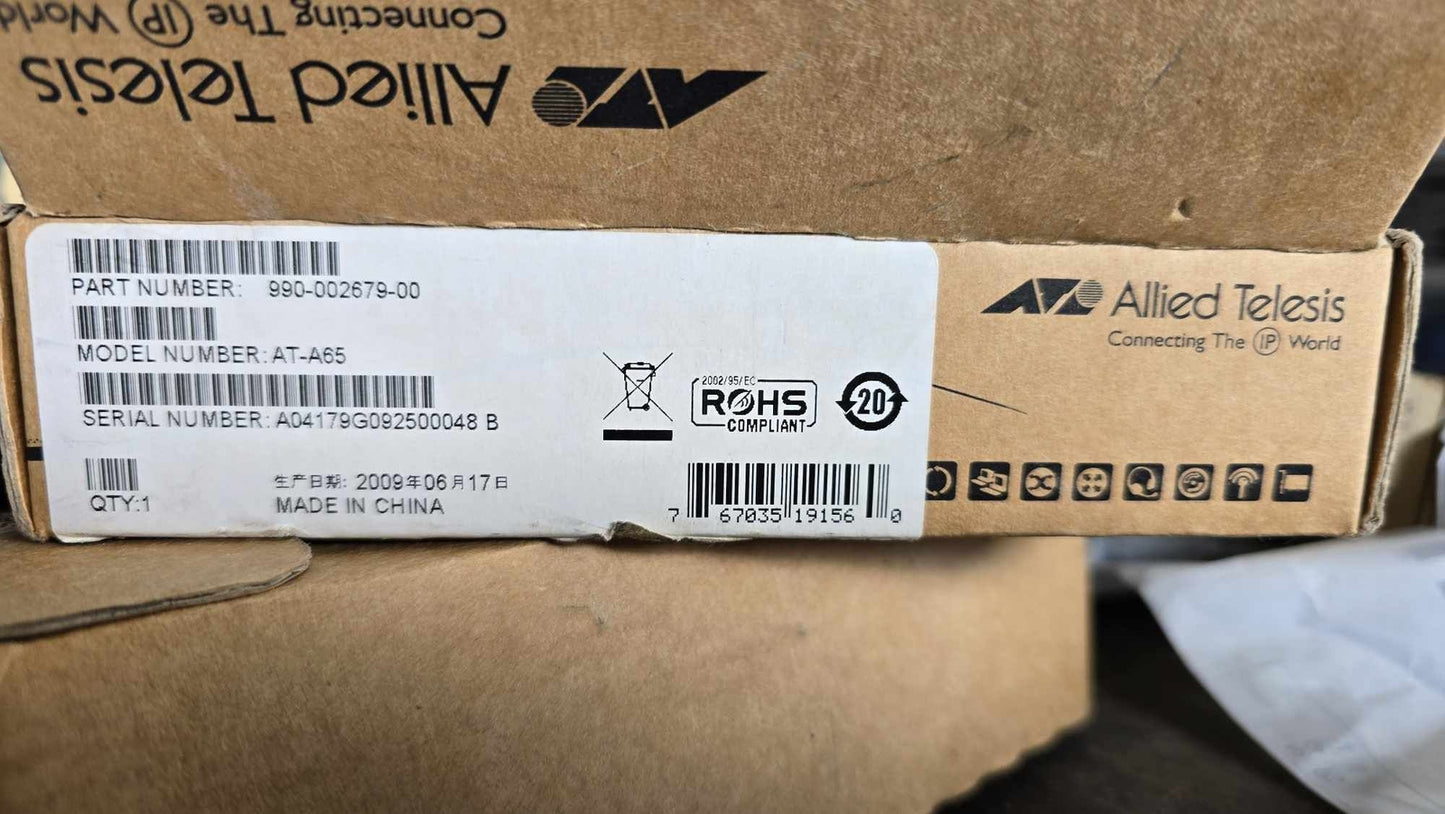 Connecting The IP World
Allied Telesis
PART NUMBER: 990-002679-00
MODEL NUMBER: AT-A65
SERIAL NUMBER: A04179G092500048 B
QTY:1
生产日期: 2009年06月17日
MADE IN CHINA
2002/95/EC
ROHS
COMPLIANT
20
7 67035 19156 0
Allied Telesis
Connecting The IP World